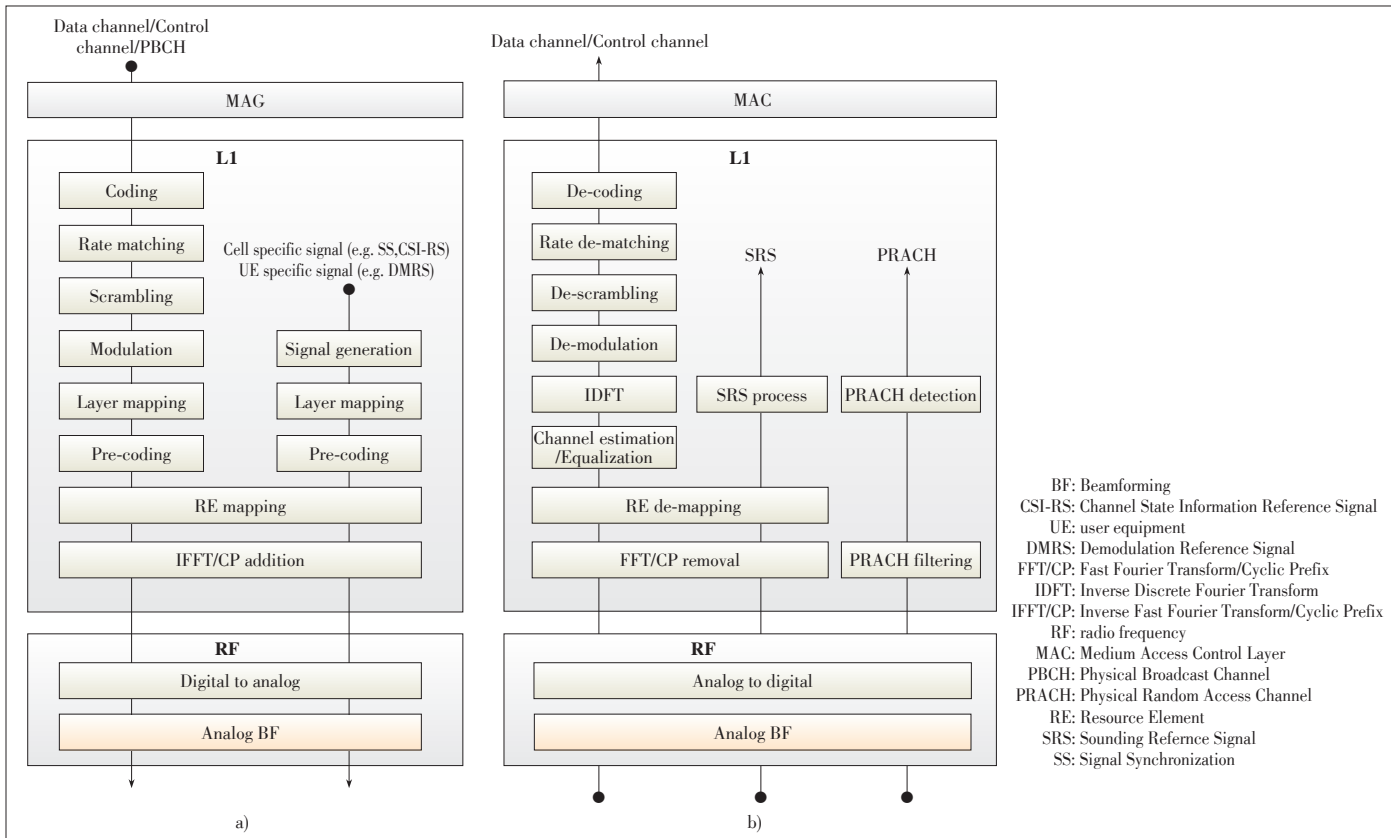 Data channel/Control
channel/PBCH
MAG
L1
Coding
Rate matching
Scrambling
Modulation
Layer mapping
Pre-coding
Cell specific signal (e.g. SS,CSI-RS)
UE specific signal (e.g. DMRS)
Signal generation
Layer mapping
Pre-coding
RE mapping
IFFT/CP addition
RF
Digital to analog
Analog BF
a)
Data channel/Control channel
MAC
L1
De-coding
Rate de-matching
De-scrambling
De-modulation
IDFT
Channel estimation
/Equalization
SRS
SRS process
PRACH
PRACH detection
RE de-mapping
FFT/CP removal
PRACH filtering
RF
Analog to digital
Analog BF
b)
BF: Beamforming
CSI-RS: Channel State Information Reference Signal
UE: user equipment
DMRS: Demodulation Reference Signal
FFT/CP: Fast Fourier Transform/Cyclic Prefix
IDFT: Inverse Discrete Fourier Transform
IFFT/CP: Inverse Fast Fourier Transform/Cyclic Prefix
RF: radio frequency
MAC: Medium Access Control Layer
PBCH: Physical Broadcast Channel
PRACH: Physical Random Access Channel
RE: Resource Element
SRS: Sounding Refernce Signal
SS: Signal Synchronization